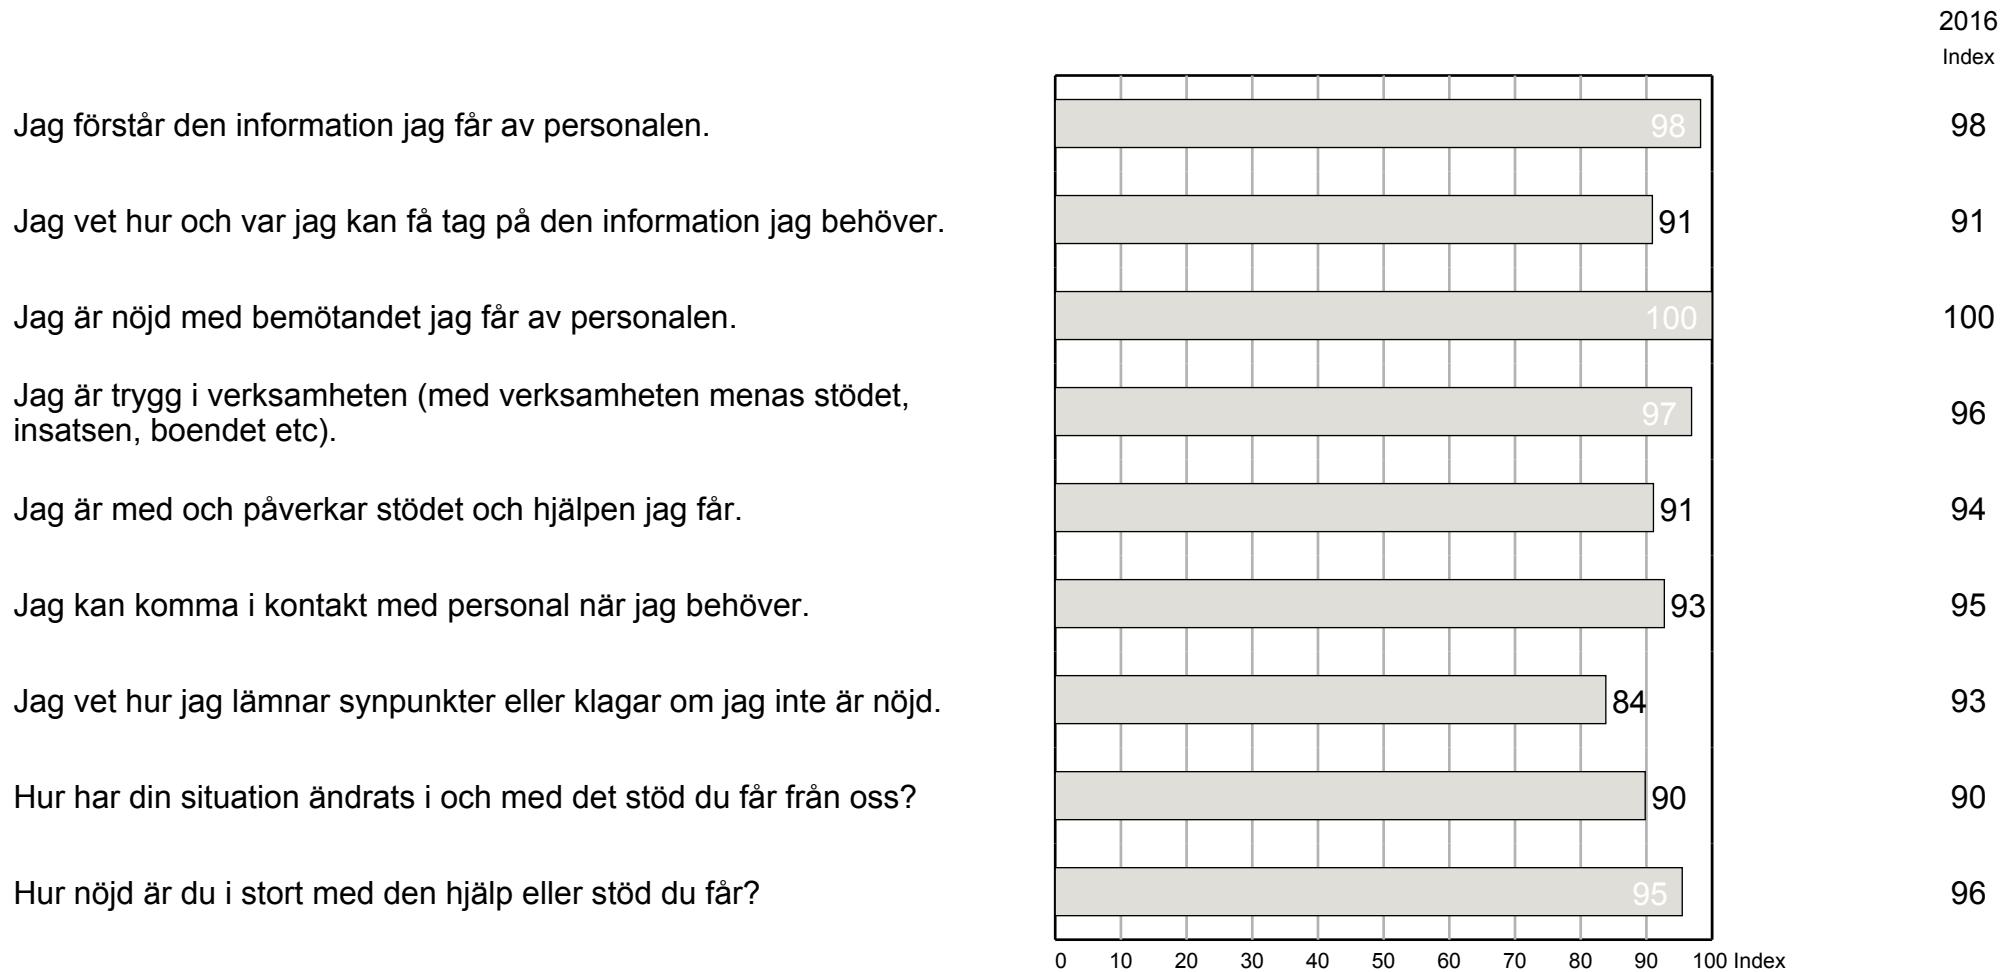 2016
Index
Jag förstår den information jag får av personalen. 98 98
Jag vet hur och var jag kan få tag på den information jag behöver. 91 91
Jag är nöjd med bemötandet jag får av personalen. 100 100
Jag är trygg i verksamheten (med verksamheten menas stödet,
insatsen, boendet etc). 97 96
Jag är med och påverkar stödet och hjälpen jag får. 91 94
Jag kan komma i kontakt med personal när jag behöver. 93 95
Jag vet hur jag lämnar synpunkter eller klagar om jag inte är nöjd. 84 93
Hur har din situation ändrats i och med det stöd du får från oss? 90 90
Hur nöjd är du i stort med den hjälp eller stöd du får? 95 96
0 10 20 30 40 50 60 70 80 90 100 Index